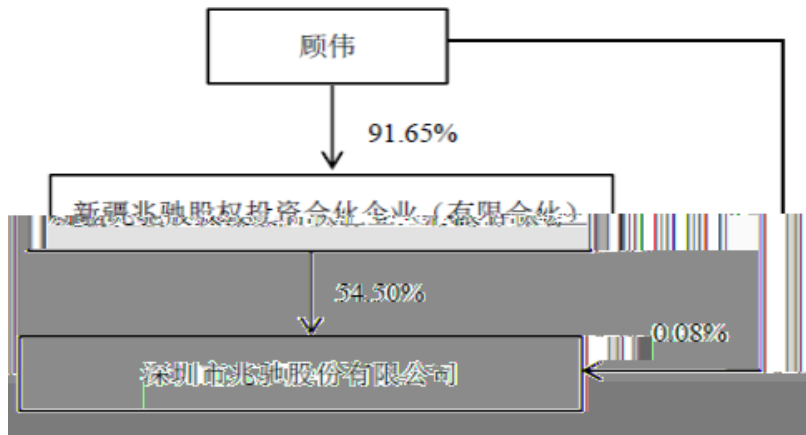 顾伟
91.65%
新疆兆驰股权投资合伙企业（有限合伙）
54.50%
0.08%
深圳市兆驰股份有限公司